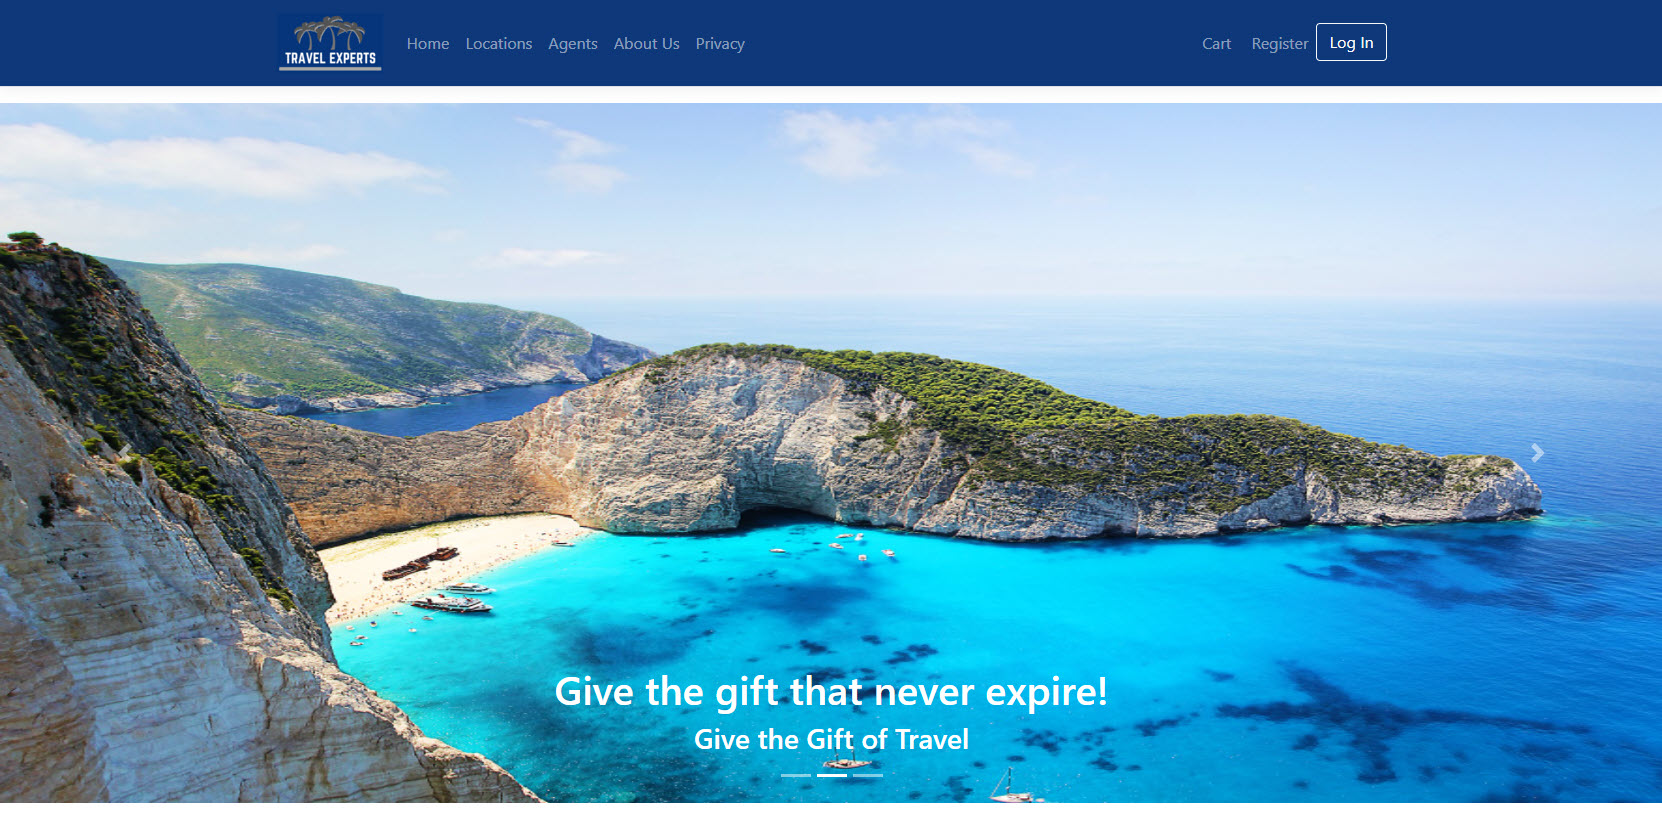 TRAVEL EXPERTS
Home Locations Agents About Us Privacy Cart Register Log In
Give the gift that never expire!
Give the Gift of Travel